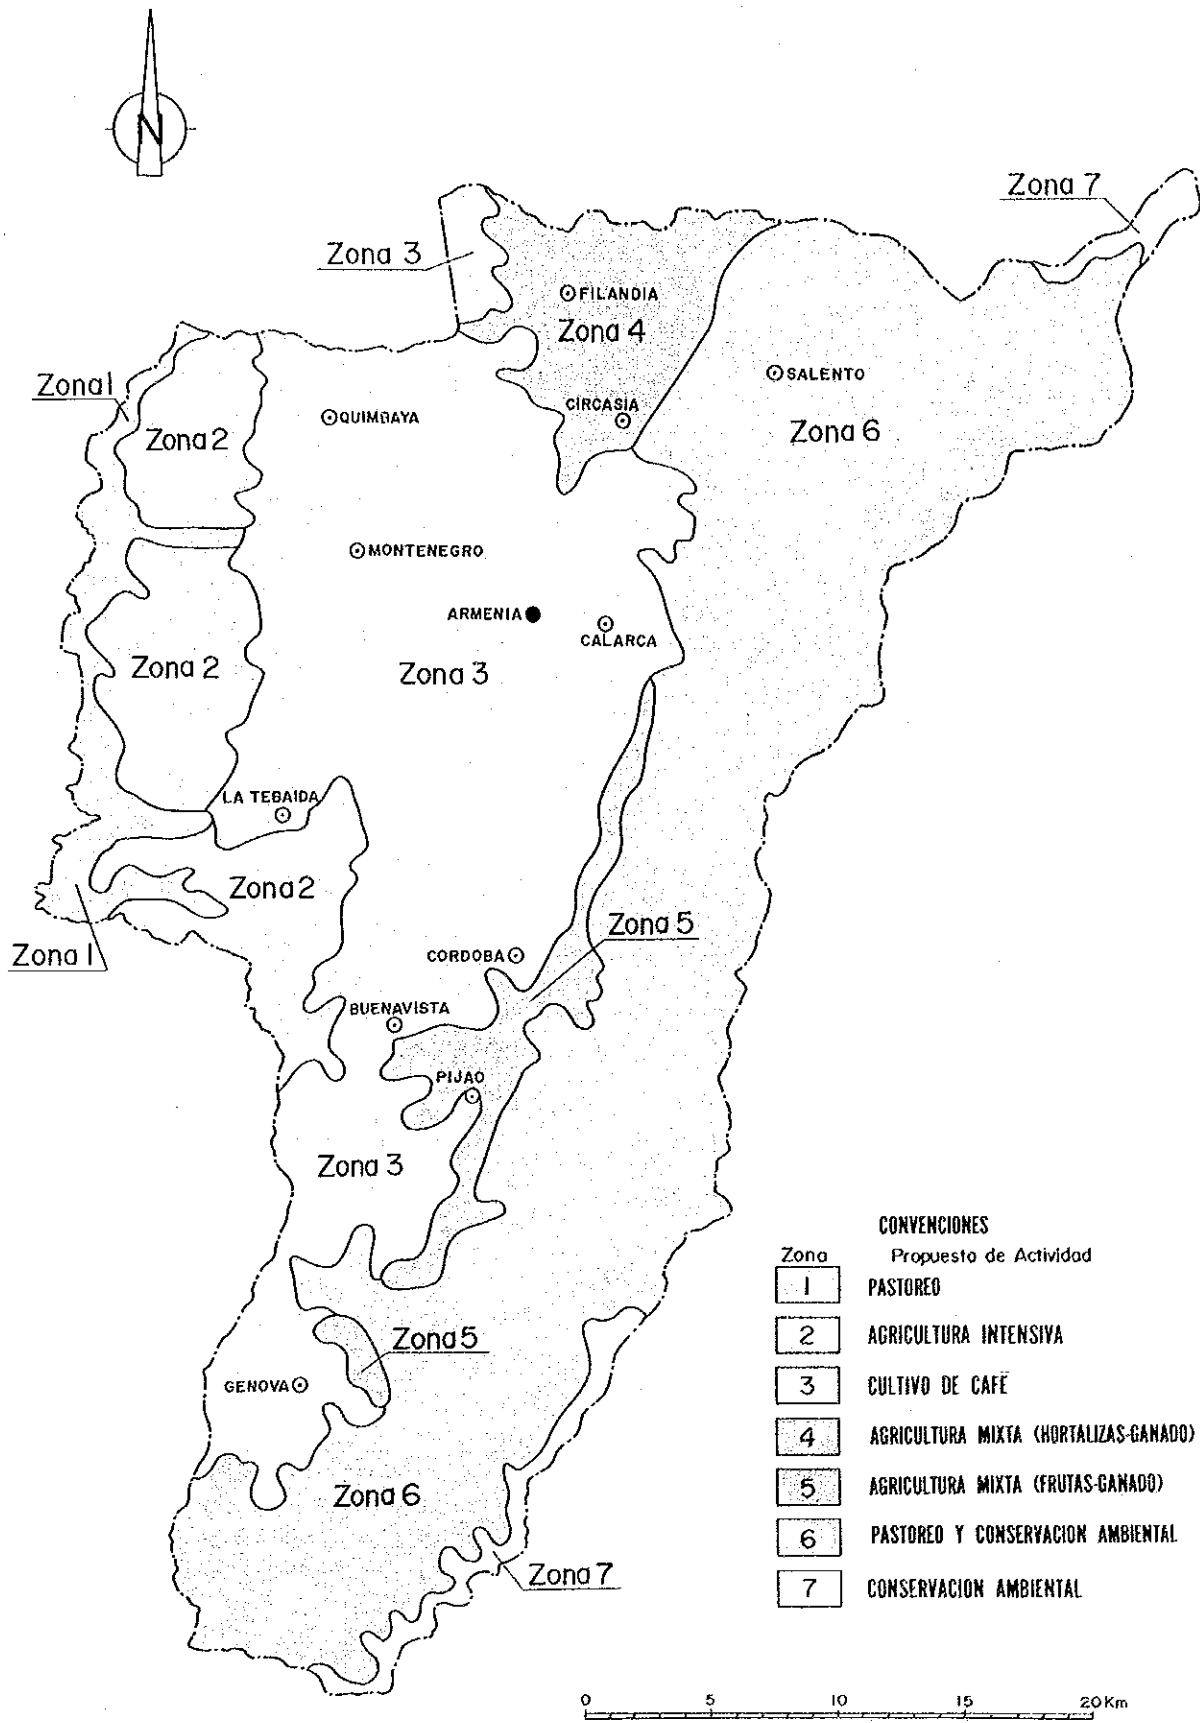 N
Zona 7
Zona 3
FILANDIA
Zona 4
SALENTO
Zona 1
CIRCASIA
QUIMBAYA
Zona 2
Zona 6
MONTENEGRO
ARMENIA
CALARCA
Zona 2
Zona 3
LA TEBAIDA
Zona 2
Zona 5
Zona 1
CORDOBA
BUENAVISTA
PIJAO
Zona 3
Zona 5
GENOVA
Zona 6
Zona 7
CONVENCIONES
Zona Propuesto de Actividad
1 PASTOREO
2 AGRICULTURA INTENSIVA
3 CULTIVO DE CAFE
4 AGRICULTURA MIXTA (HORTALIZAS-GANADO)
5 AGRICULTURA MIXTA (FRUTAS-GANADO)
6 PASTOREO Y CONSERVACION AMBIENTAL
7 CONSERVACION AMBIENTAL
0 5 10 15 20 Km